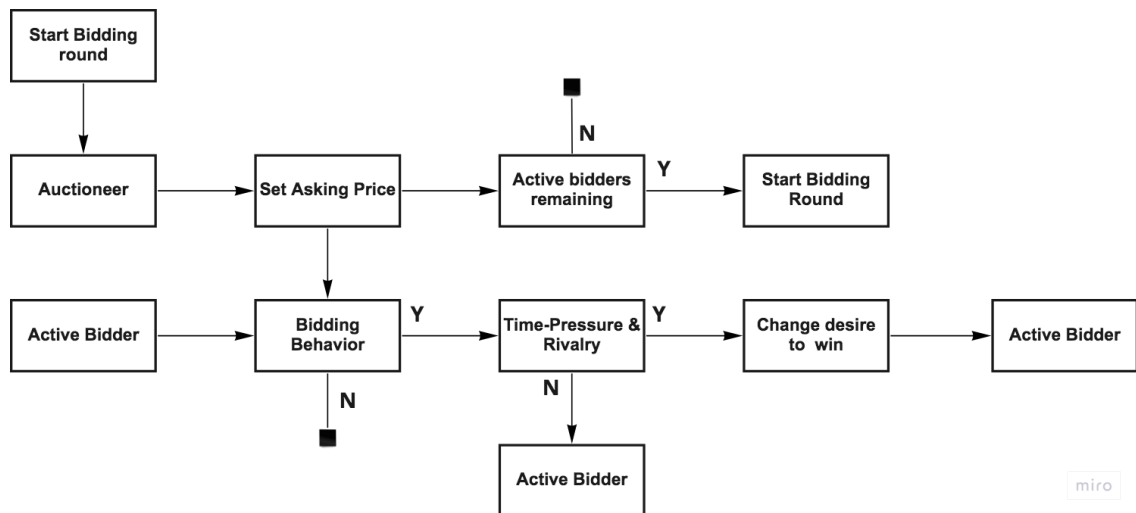 Start Bidding
round
N
Auctioneer
Set Asking Price
Active bidders
remaining
Y
Start Bidding
Round
Active Bidder
Bidding
Behavior
Y
Time-Pressure &
Rivalry
Y
Change desire
to win
Active Bidder
N
N
Active Bidder
miro